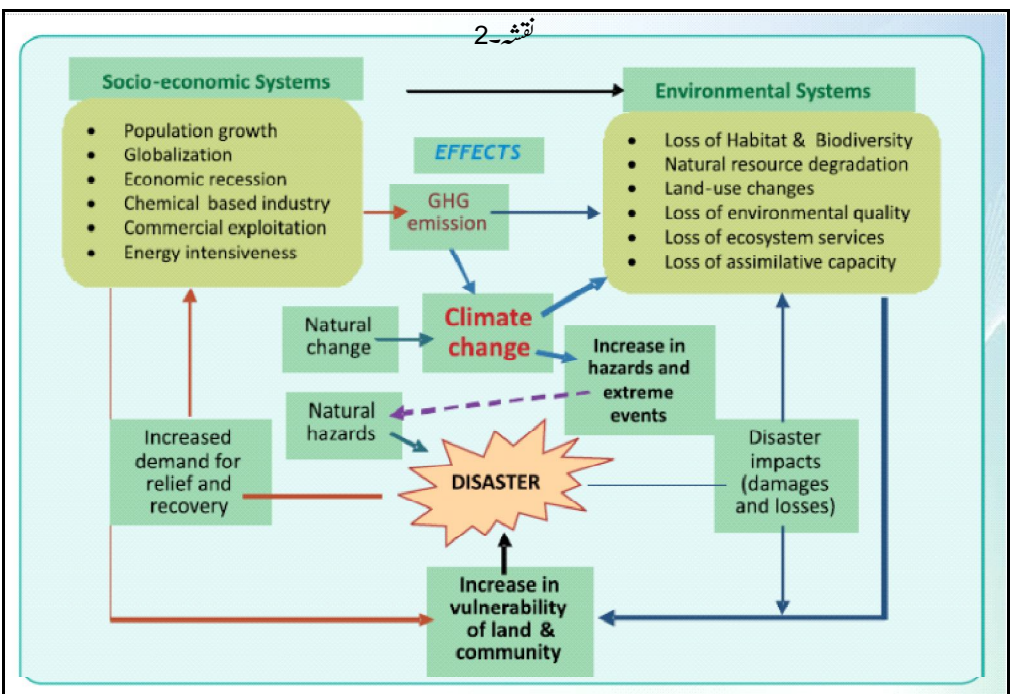 نقشہ۔2
Socio-economic Systems
• Population growth
• Globalization
• Economic recession
• Chemical based industry
• Commercial exploitation
• Energy intensiveness
Environmental Systems
• Loss of Habitat & Biodiversity
• Natural resource degradation
• Land-use changes
• Loss of environmental quality
• Loss of ecosystem services
• Loss of assimilative capacity
EFFECTS
GHG
emission
Natural
change
Climate
change
Increase in
hazards and
extreme
events
Natural
hazards
Increased
demand for
relief and
recovery
DISASTER
Disaster
impacts
(damages
and losses)
Increase in
vulnerability
of land &
community